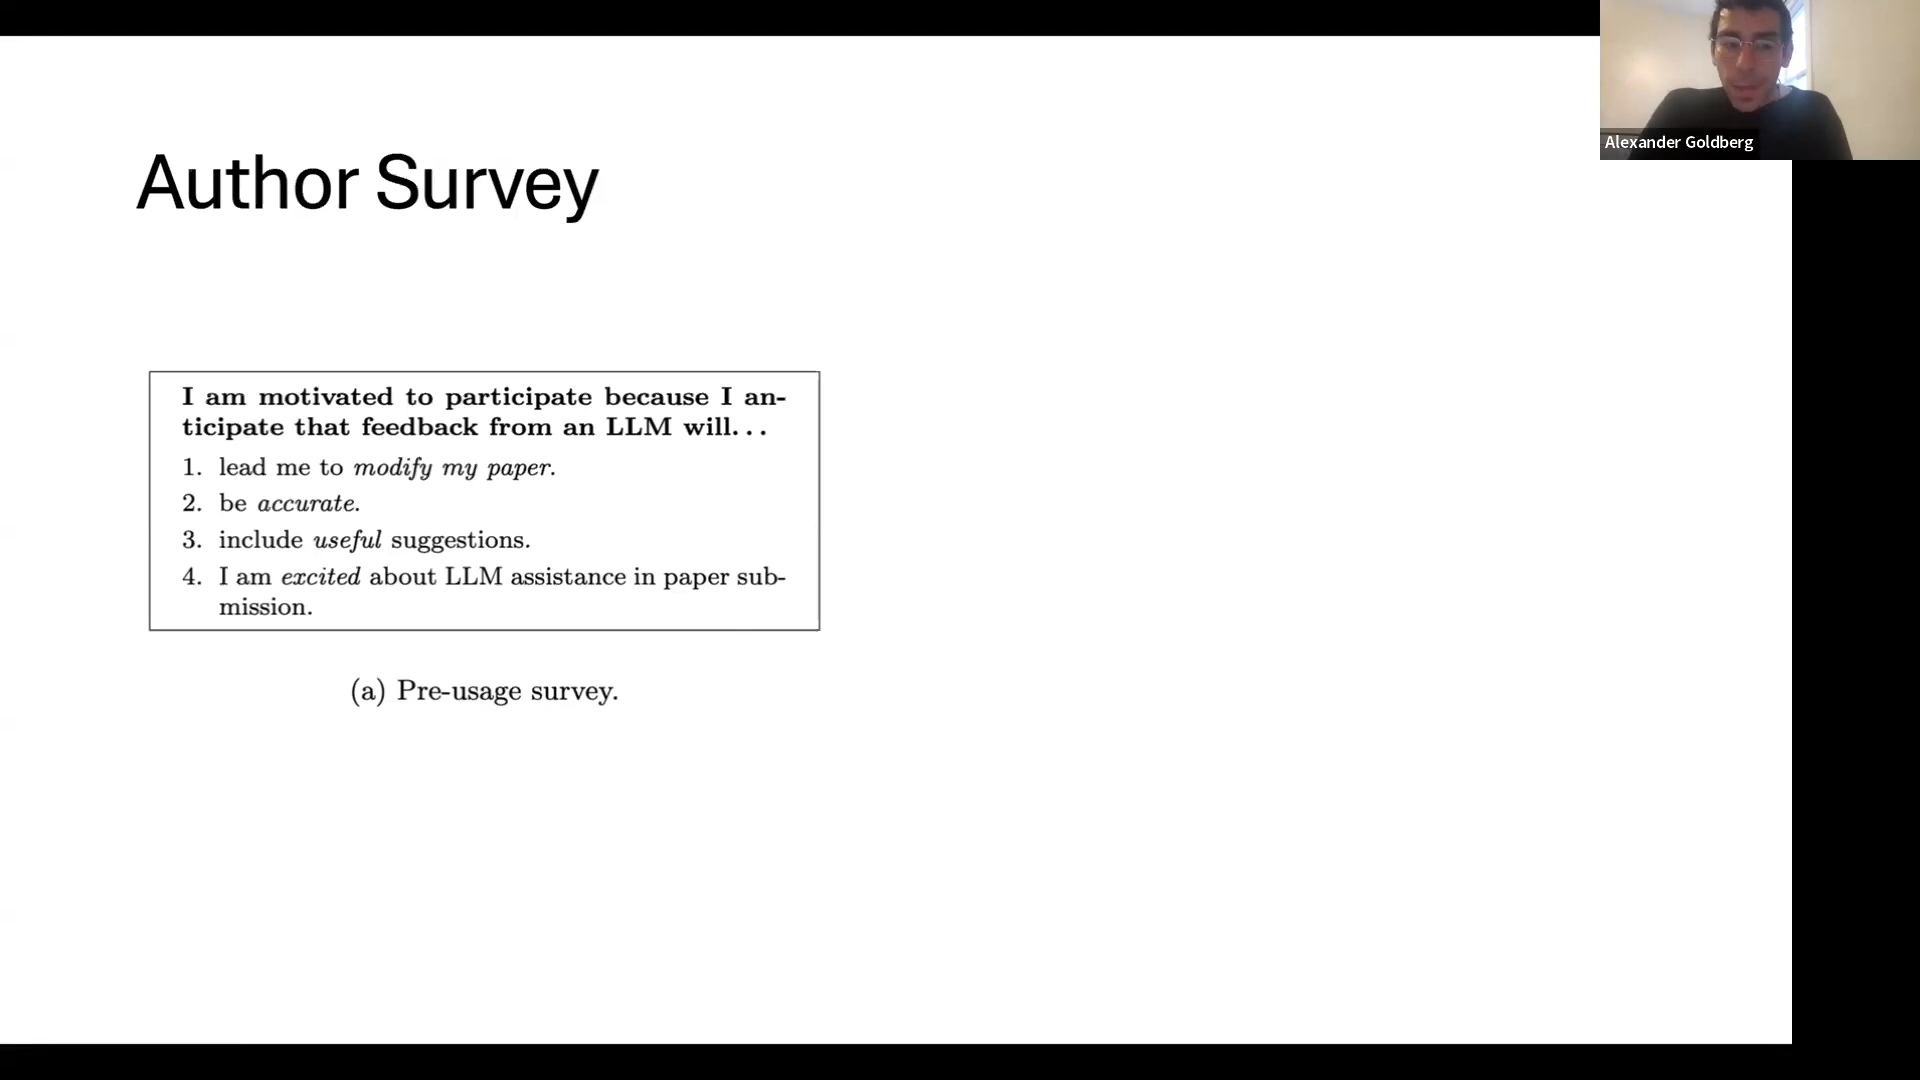 Alexander Goldberg
Author Survey
I am motivated to participate because I an-
ticipate that feedback from an LLM will...
1. lead me to modify my paper.
2. be accurate.
3. include useful suggestions.
4. I am excited about LLM assistance in paper sub-
mission.
(a) Pre-usage survey.